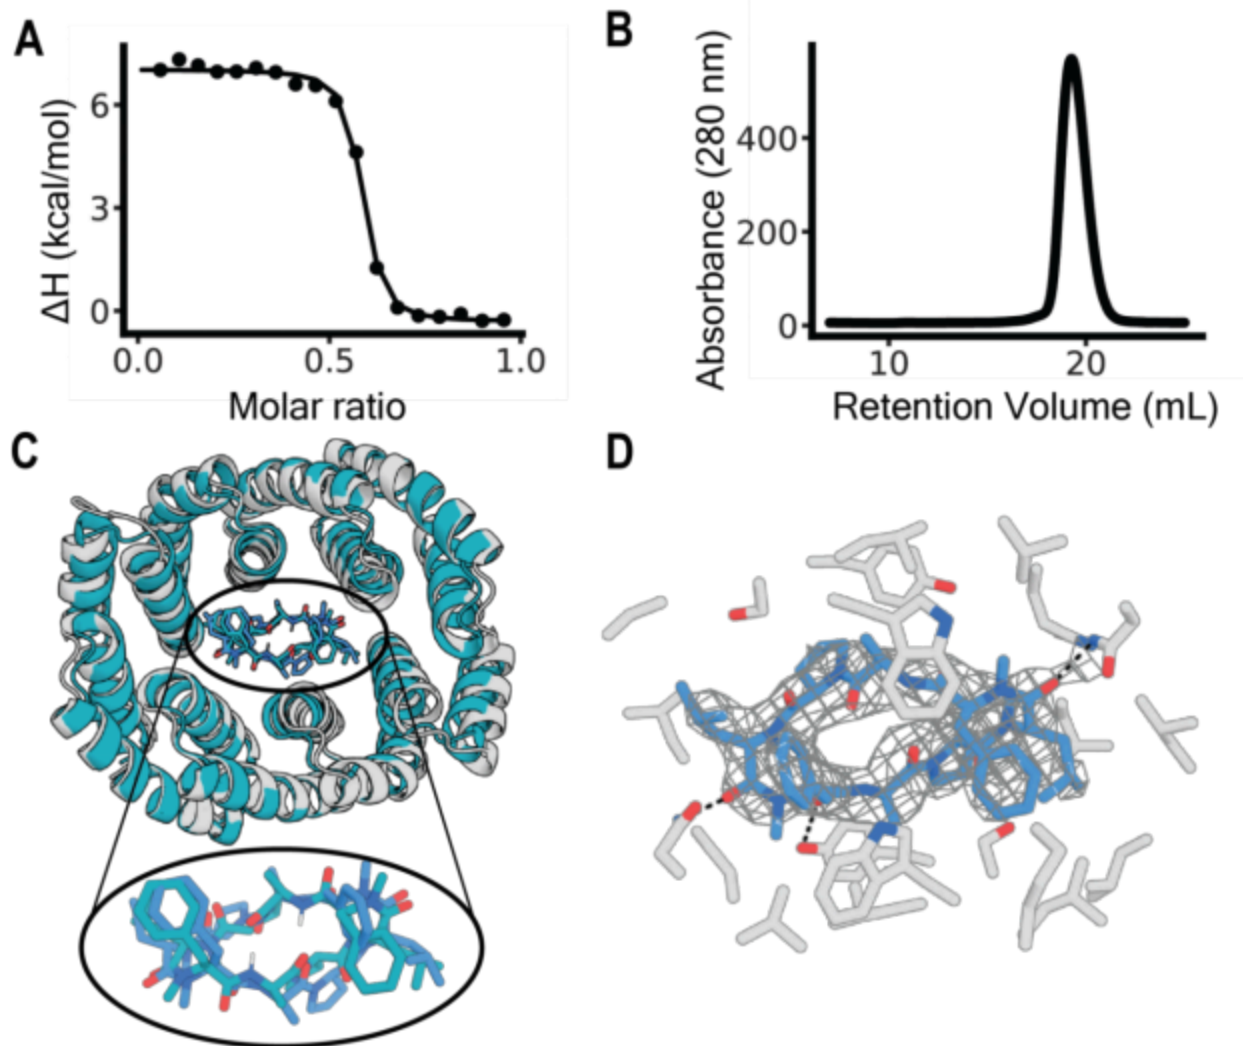 A
ΔH (kcal/mol)
6
3
0
0.0 0.5 1.0
Molar ratio
B
Absorbance (280 nm)
400
200
0
10 20
Retention Volume (mL)
C
D